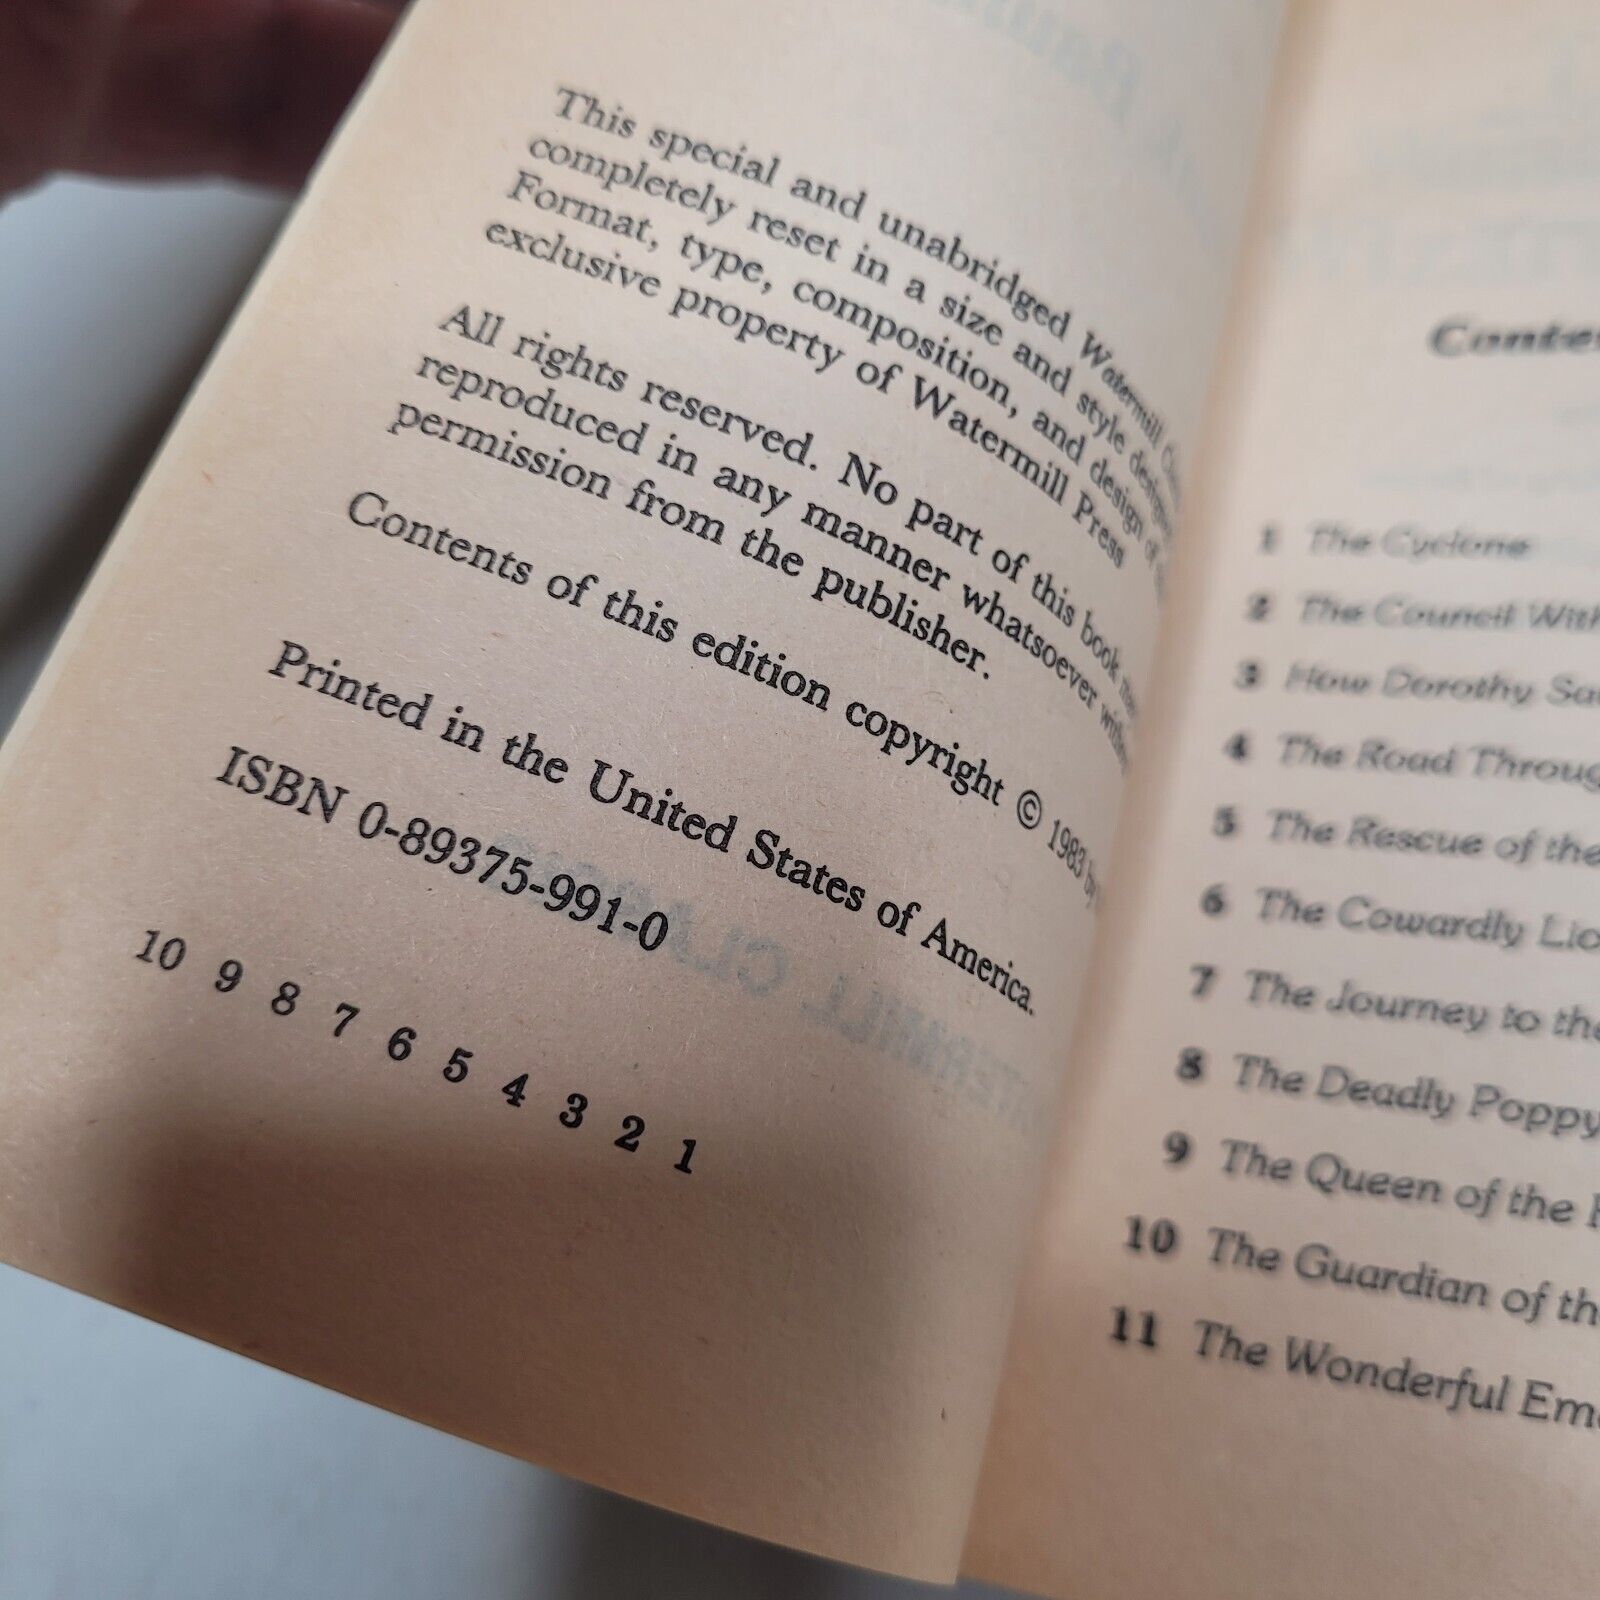 This special and unabridged Watermill
completely reset in a size and style
Format, type, composition, and design of
exclusive property of Watermill Press
All rights reserved. No part of this book
reproduced in any manner whatsoever
permission from the publisher.
Contents of this edition copyright © 1983 by
Printed in the United States of America.
ISBN 0-89375-991-0
10 9 8 7 6 5 4 3 2 1
1 The Cyclone
2 The Council With
3 How Dorothy
4 The Road
5 The Rescue of the
6 The Cowardly
7 The Journey to the
8 The Deadly Poppy
9 The Queen of the
10 The Guardian of
11 The Wonderful